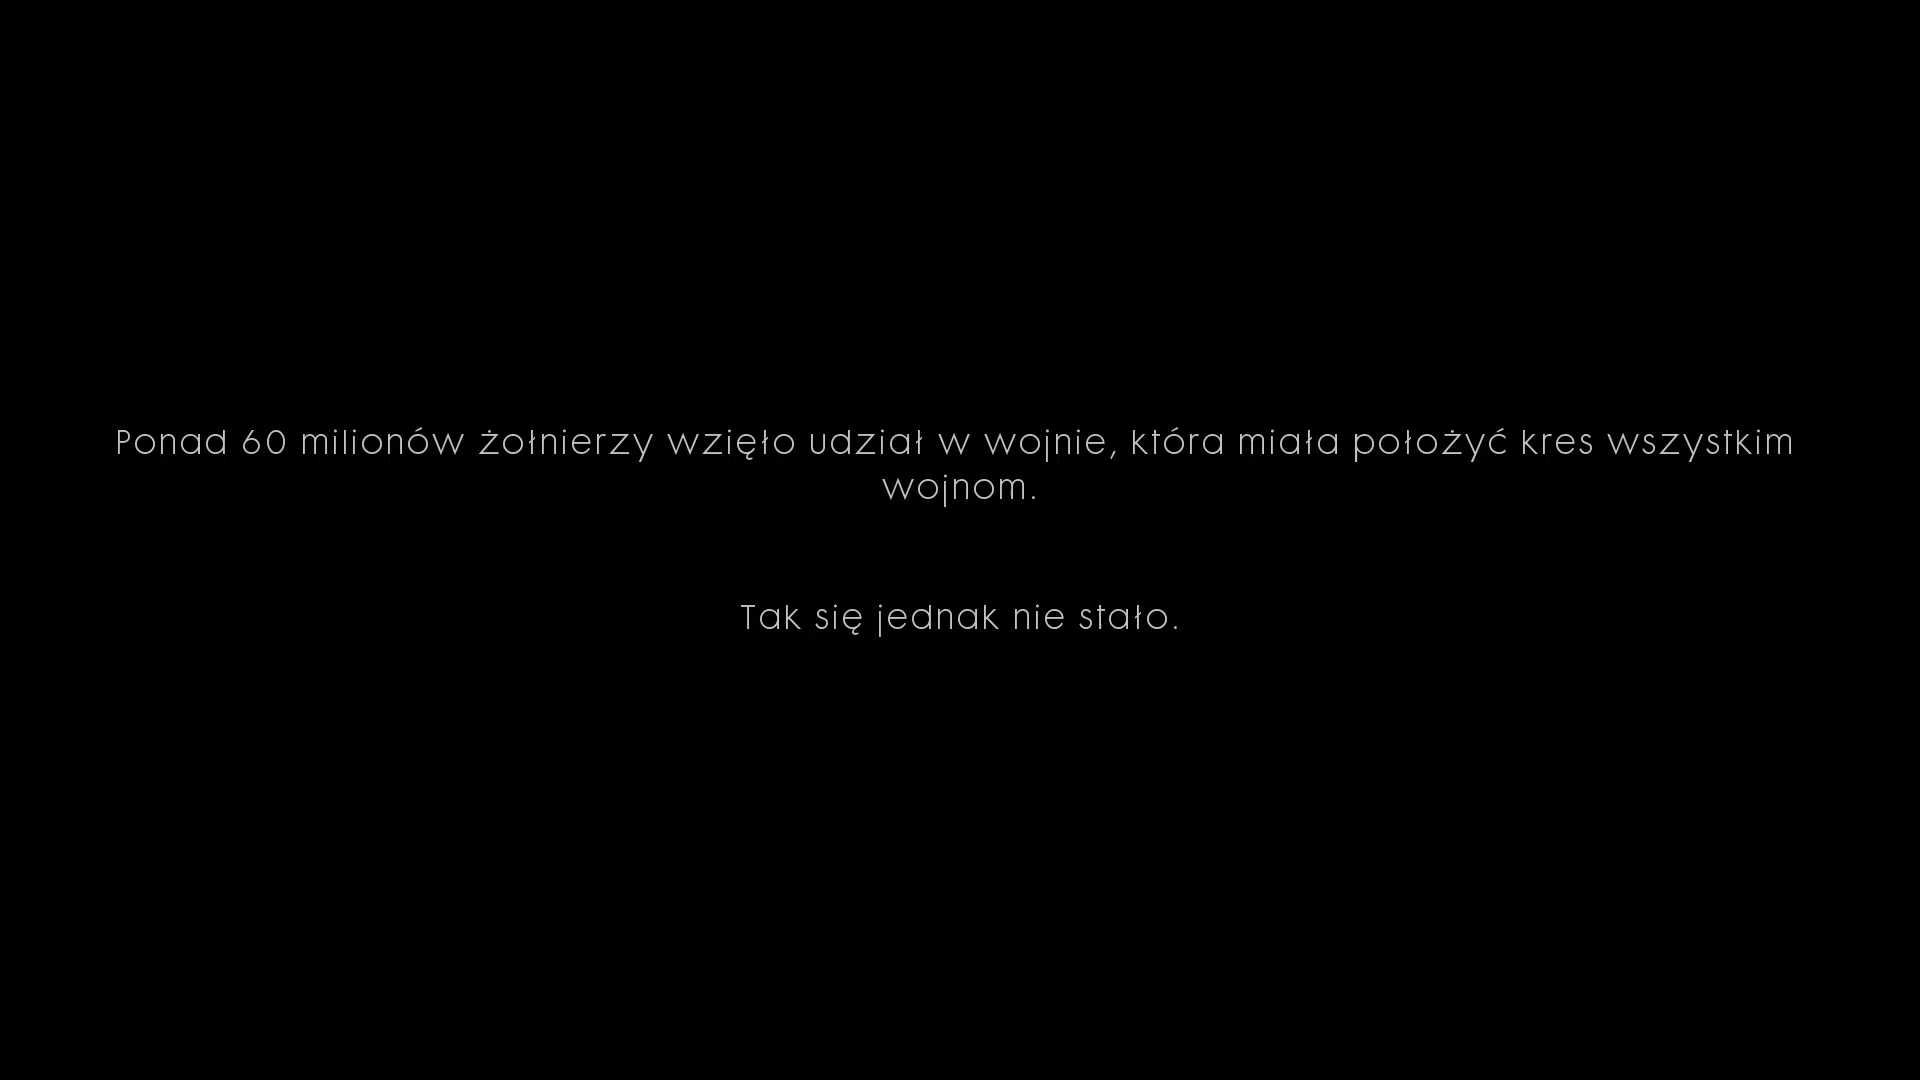 Ponad 60 milionów żołnierzy wzięło udział w wojnie, która miała położyć kres wszystkim
wojnom.
Tak się jednak nie stało.